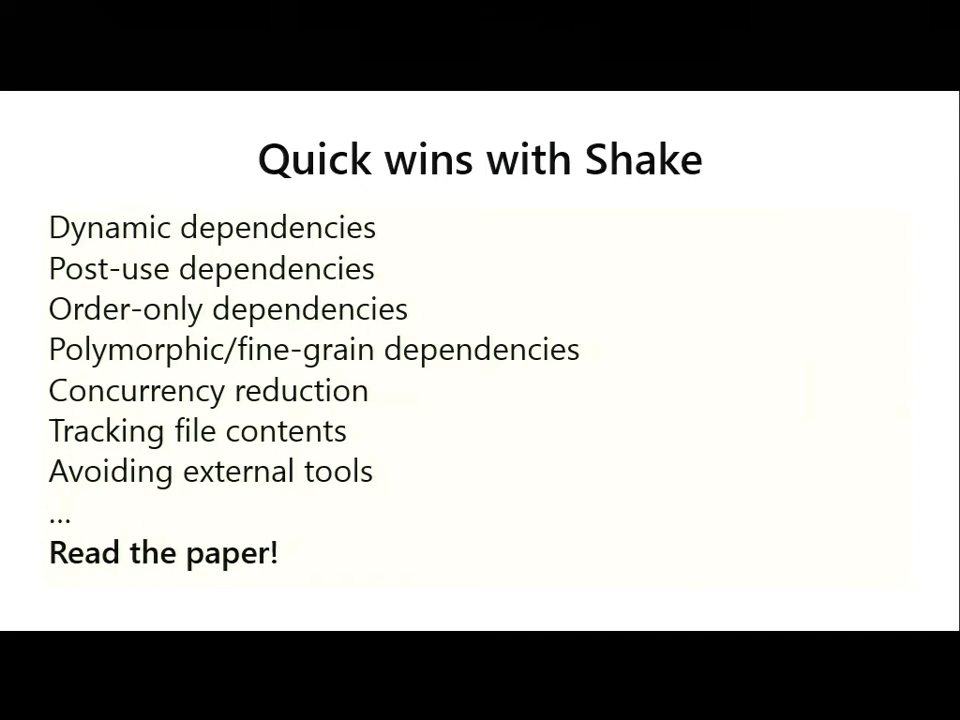 Quick wins with Shake
Dynamic dependencies
Post-use dependencies
Order-only dependencies
Polymorphic/fine-grain dependencies
Concurrency reduction
Tracking file contents
Avoiding external tools
...
Read the paper!